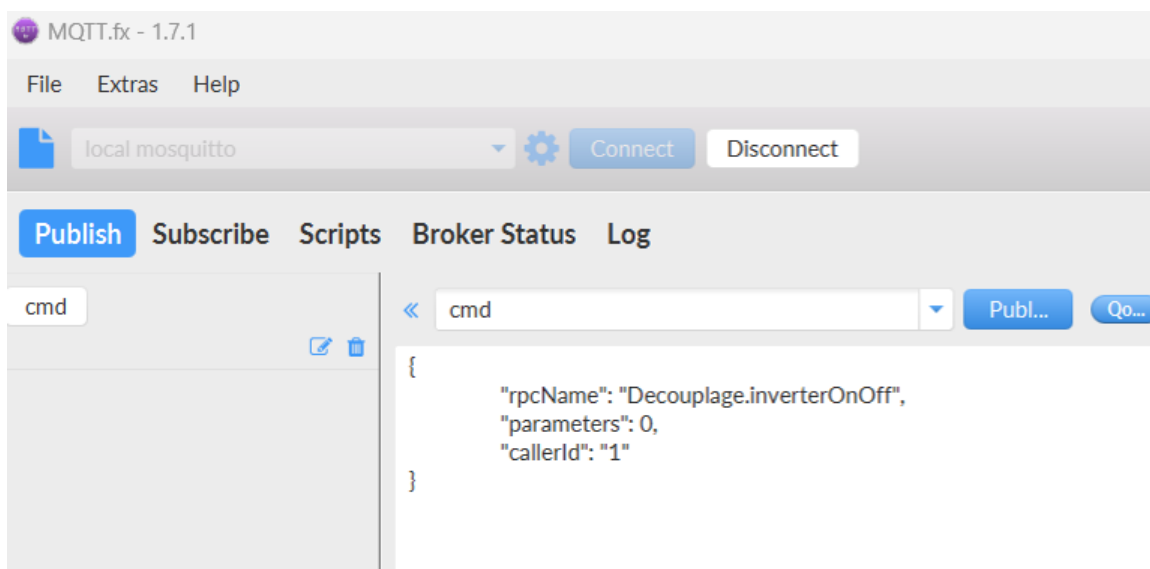 MQTT.fx - 1.7.1
File Extras Help
local mosquitto Connect Disconnect
Publish Subscribe Scripts Broker Status Log
cmd
cmd Publ... Qo...
{
"rpcName": "Decouplage.inverterOnOff",
"parameters": 0,
"callerId": "1"
}